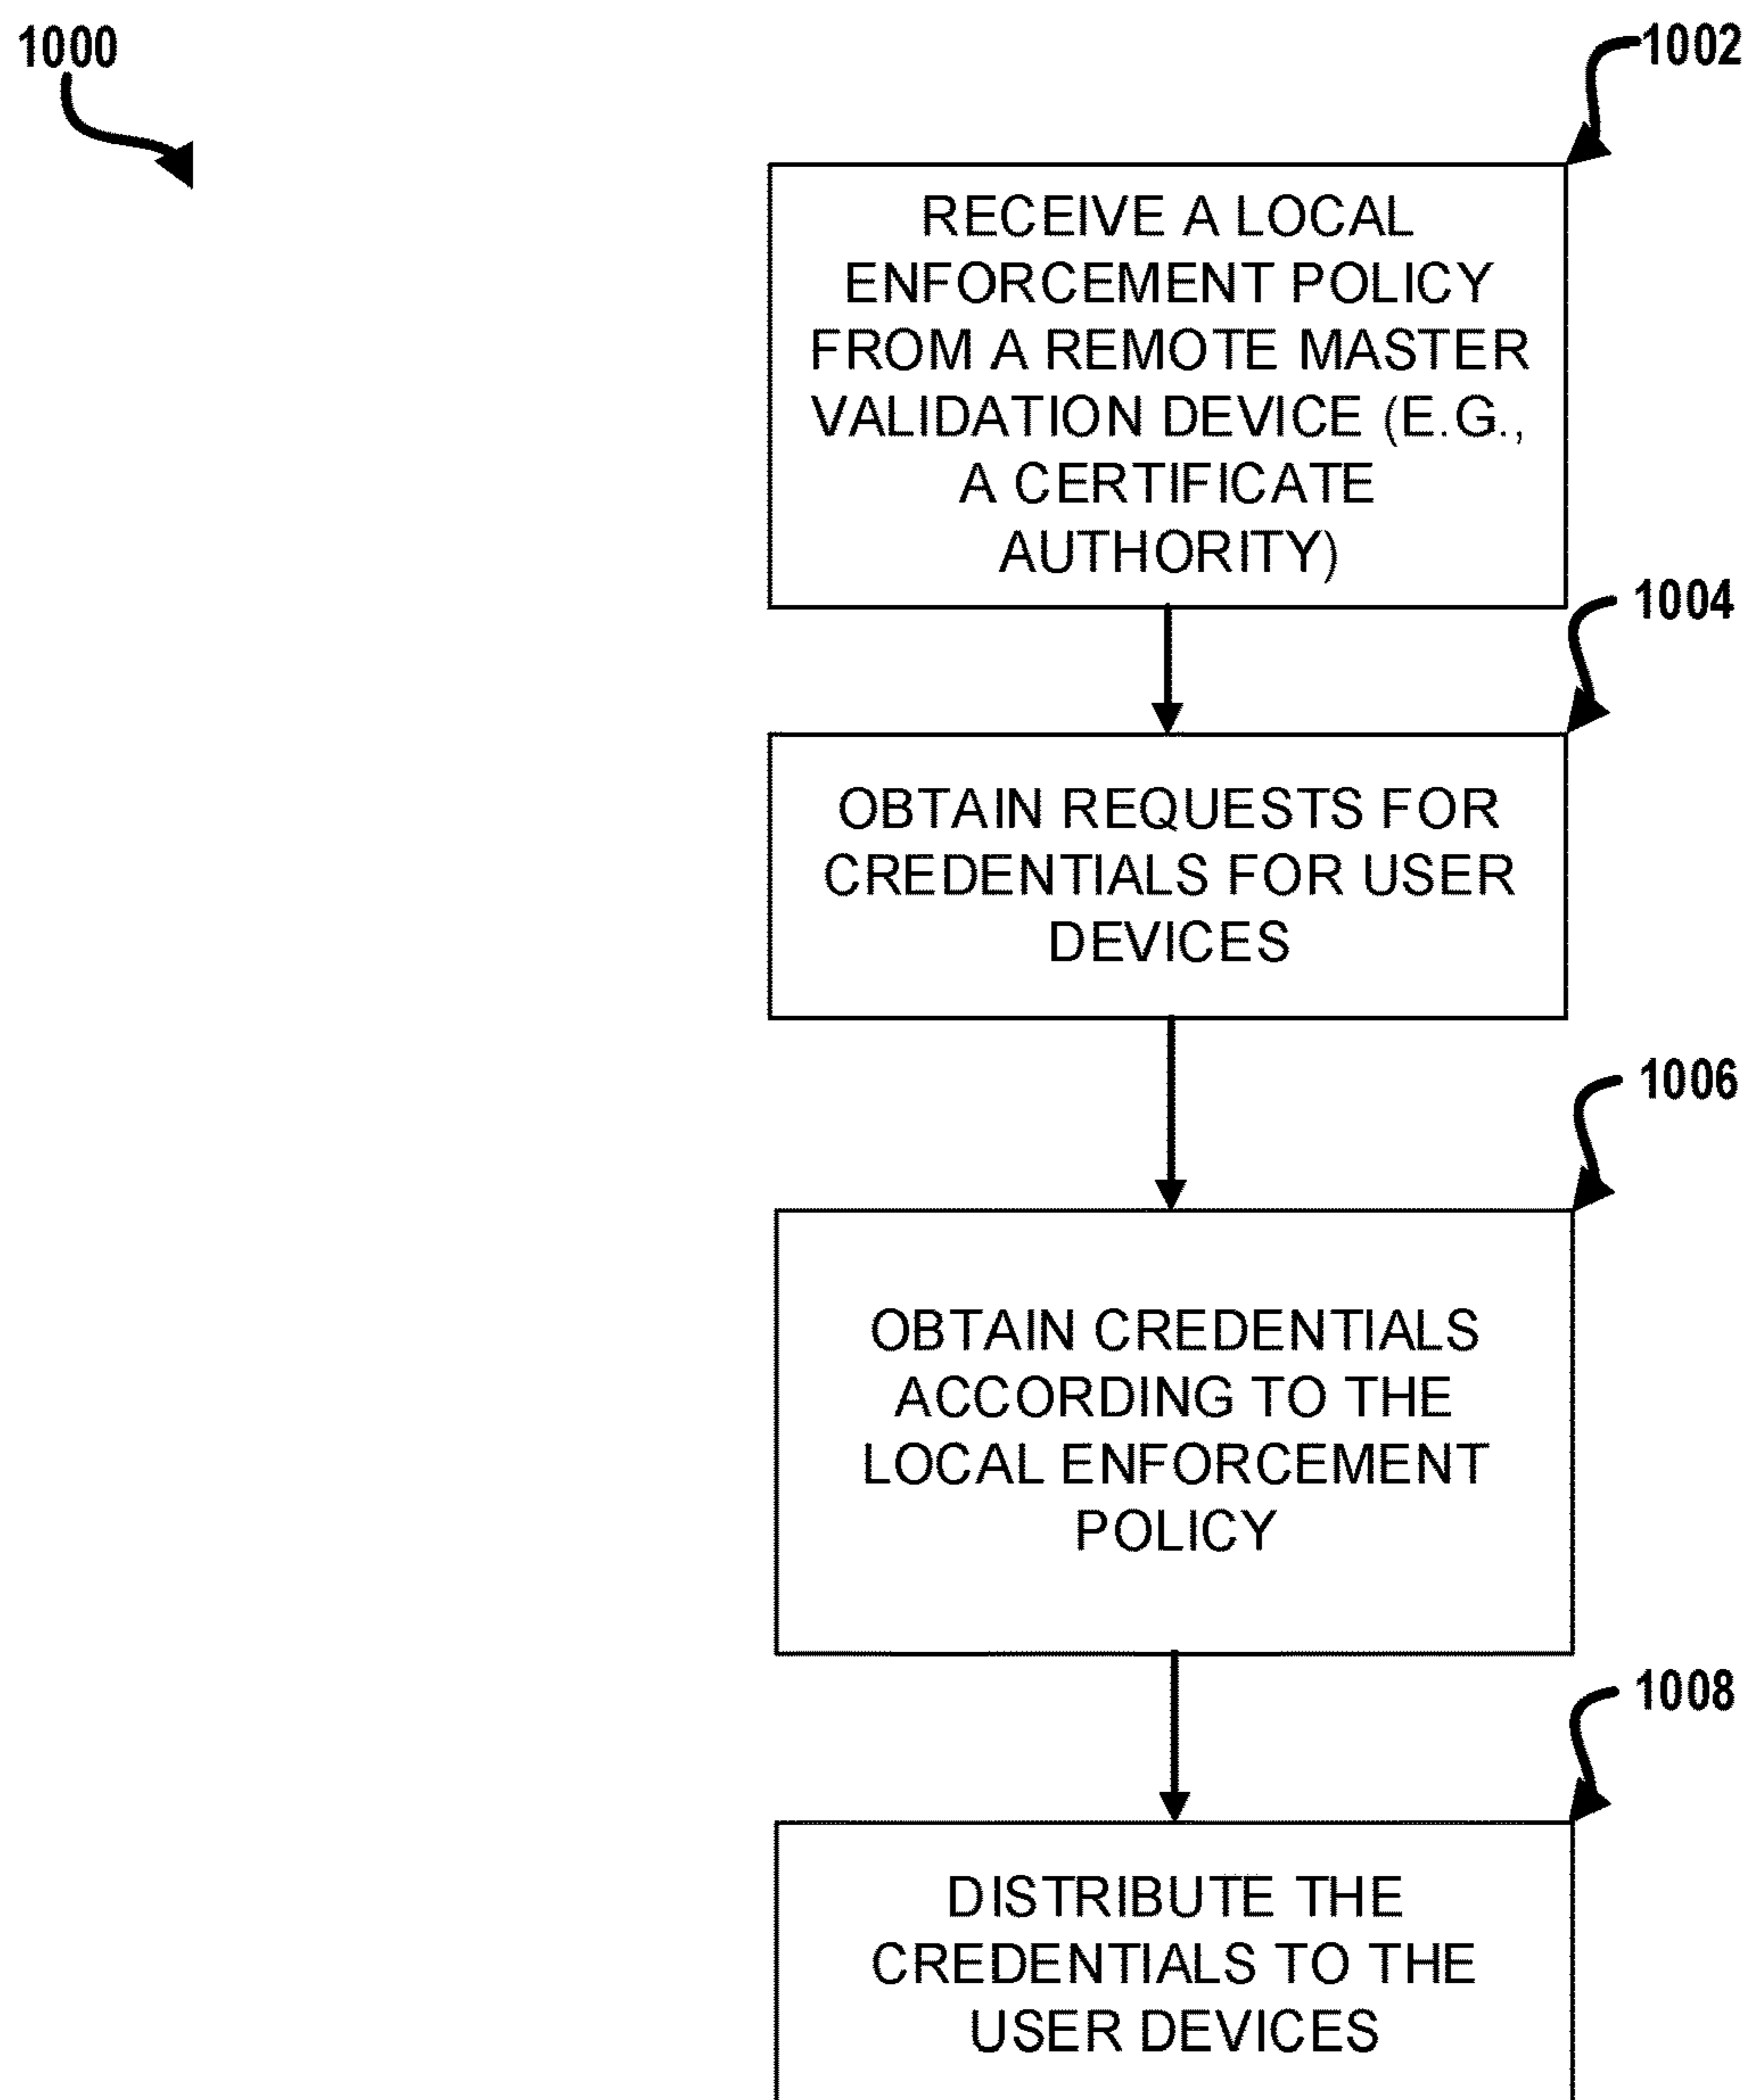 1000
1002
RECEIVE A LOCAL
ENFORCEMENT POLICY
FROM A REMOTE MASTER
VALIDATION DEVICE (E.G.,
A CERTIFICATE
AUTHORITY)
1004
OBTAIN REQUESTS FOR
CREDENTIALS FOR USER
DEVICES
1006
OBTAIN CREDENTIALS
ACCORDING TO THE
LOCAL ENFORCEMENT
POLICY
1008
DISTRIBUTE THE
CREDENTIALS TO THE
USER DEVICES